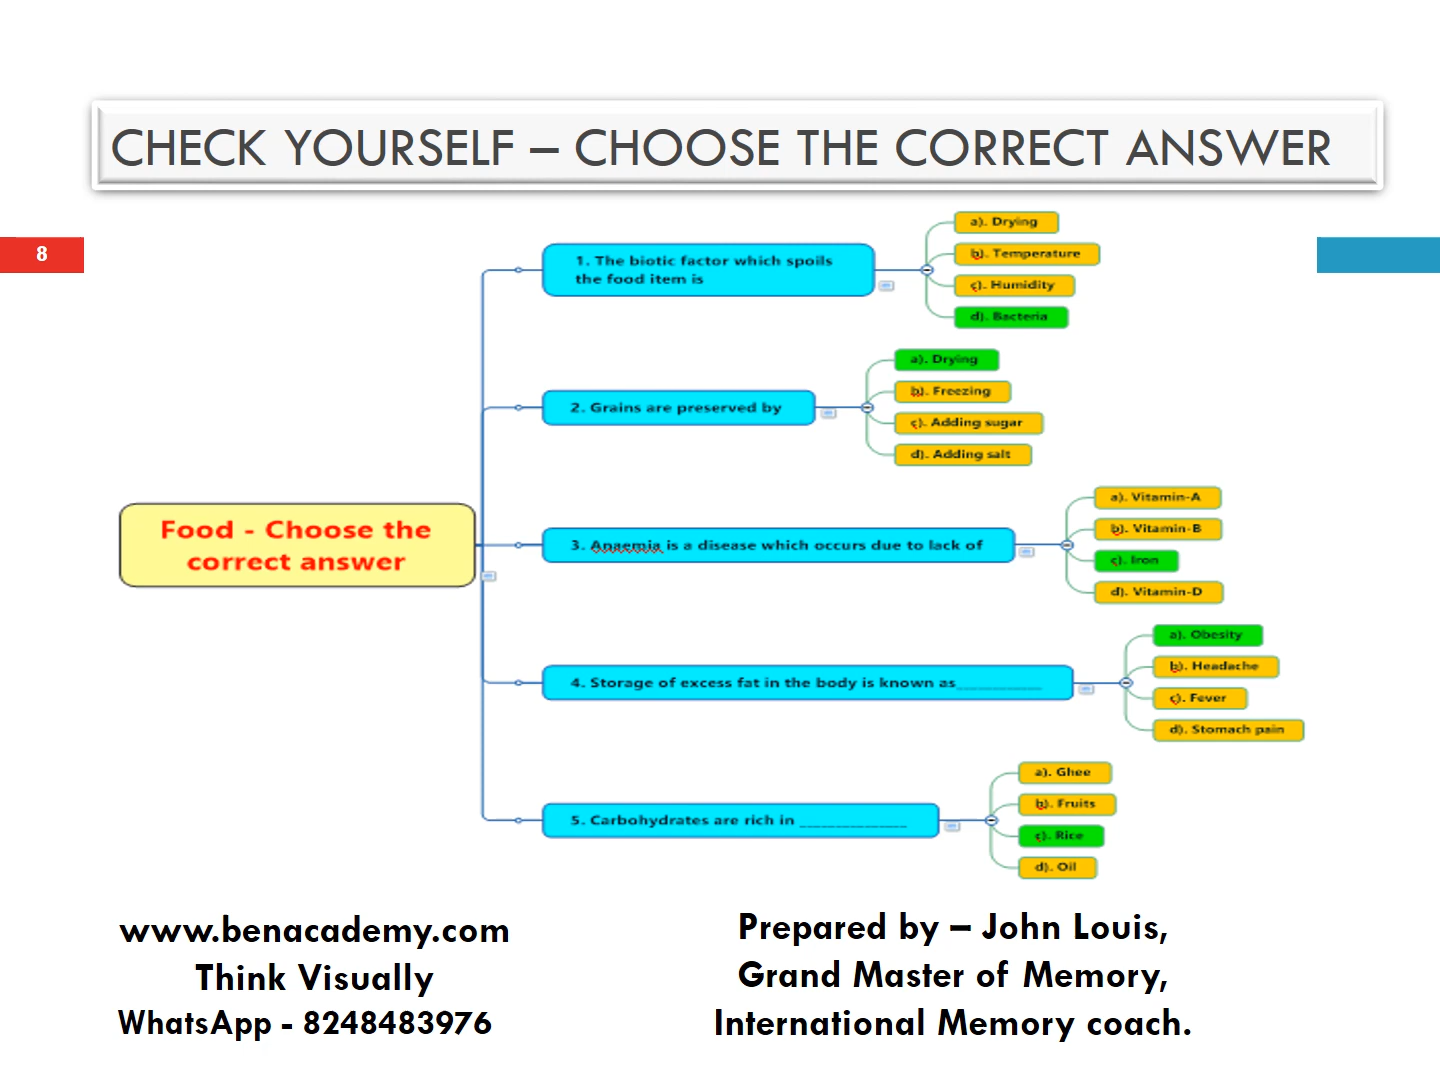 CHECK YOURSELF – CHOOSE THE CORRECT ANSWER
8
Food - Choose the
correct answer
1. The biotic factor which spoils
the food item is
a). Drying
b). Temperature
c). Humidity
d). Bacteria
2. Grains are preserved by
a). Drying
b). Freezing
c). Adding sugar
d). Adding salt
3. Anaemia is a disease which occurs due to lack of
a). Vitamin-A
b). Vitamin-B
c). Iron
d). Vitamin-D
4. Storage of excess fat in the body is known as____________
a). Obesity
b). Headache
c). Fever
d). Stomach pain
5. Carbohydrates are rich in _______________
a). Ghee
b). Fruits
c). Rice
d). Oil
www.benacademy.com
Think Visually
WhatsApp - 8248483976
Prepared by – John Louis,
Grand Master of Memory,
International Memory coach.